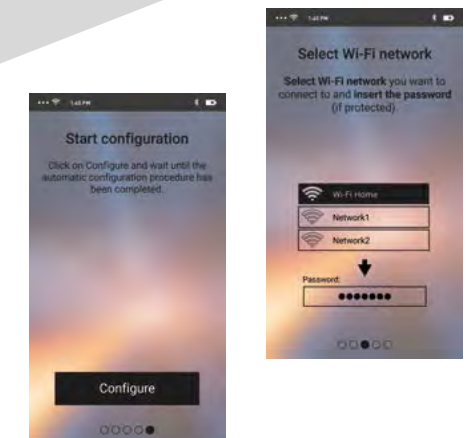 1:45 PM
Start configuration
Click on Configure and wait until the
automatic configuration procedure has
been completed.
Configure
1:45 PM
Select Wi-Fi network
Select Wi-Fi network you want to
connect to and insert the password
(if protected)
Wi-Fi Home
Network1
Network2
Password: